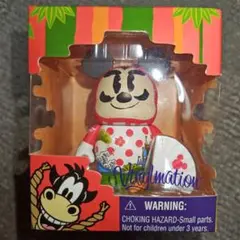 Vinylmation
WARNING:
CHOKING HAZARD-Small parts.
Not for children under 3 years.